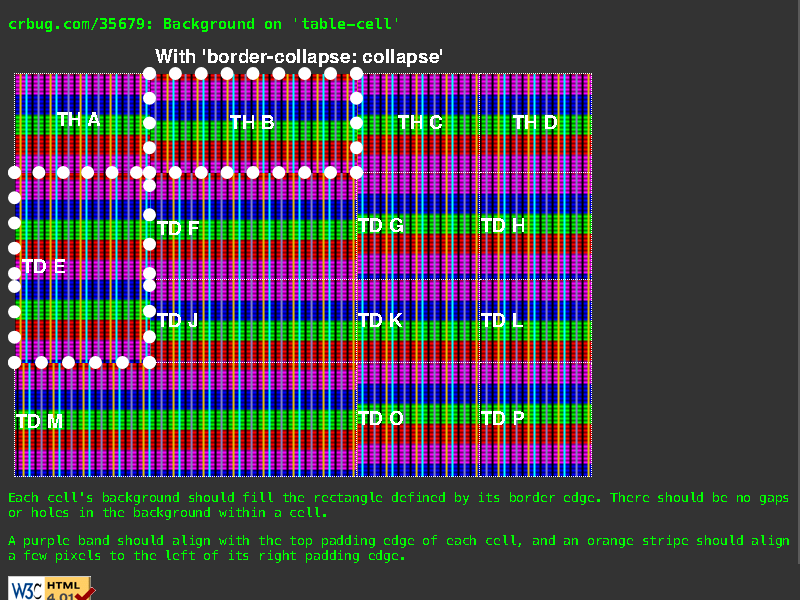 crbug.com/35679: Background on 'table-cell'
With 'border-collapse: collapse'
TH A TH B TH C TH D
TD F TD G TD H
TD E
TD J TD K TD L
TD M TD O TD P
Each cell's background should fill the rectangle defined by its border edge. There should be no gaps
or holes in the background within a cell.
A purple band should align with the top padding edge of each cell, and an orange stripe should align
a few pixels to the left of its right padding edge.
W3C HTML
4.01